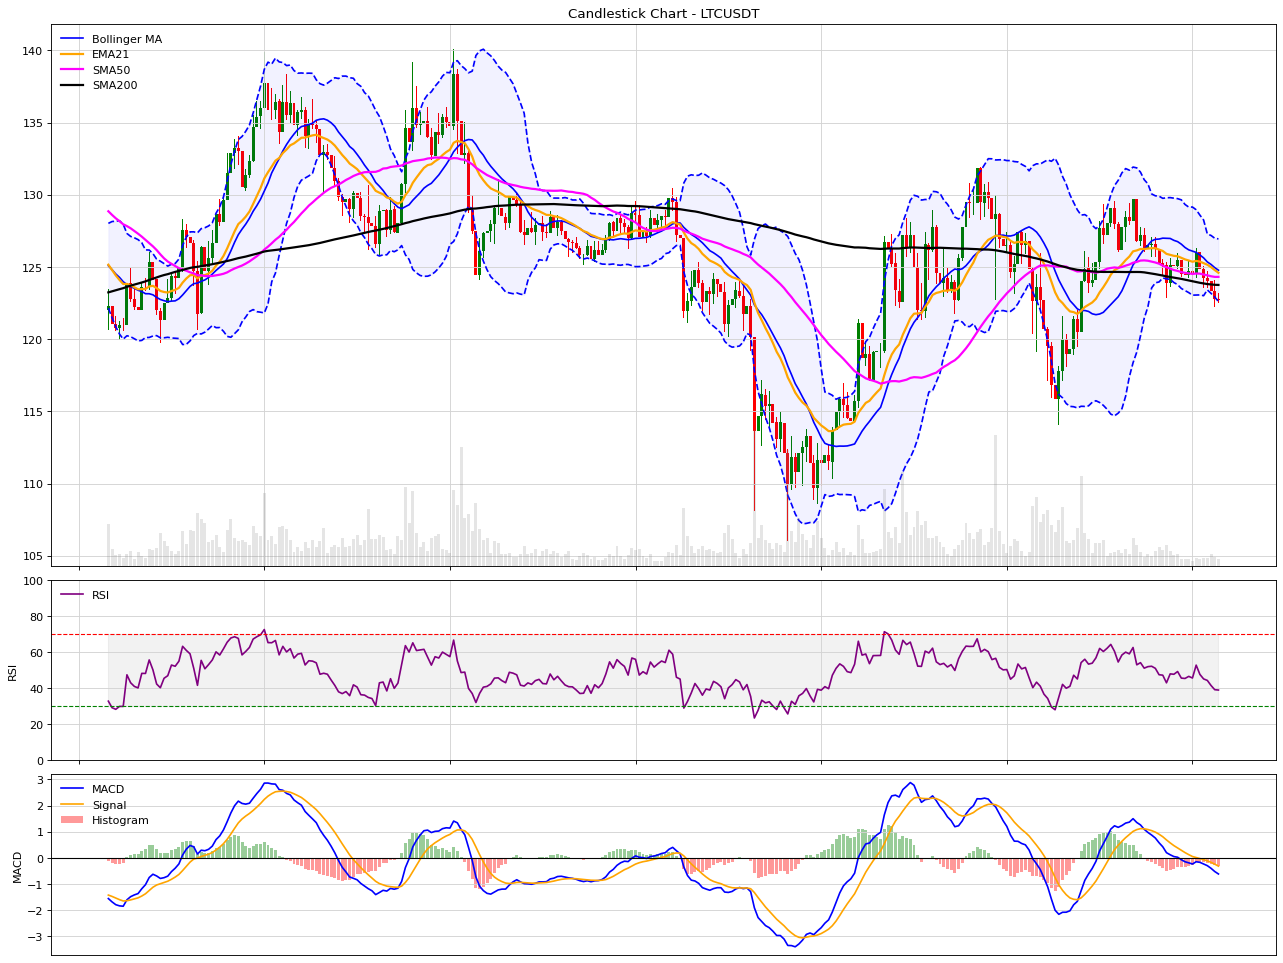 Candlestick Chart - LTCUSDT
Bollinger MA
EMA21
SMA50
SMA200
140
135
130
125
120
115
110
105
RSI
100
80
60
40
20
0
RSI
MACD
Signal
Histogram
3
2
1
0
−1
−2
−3
MACD